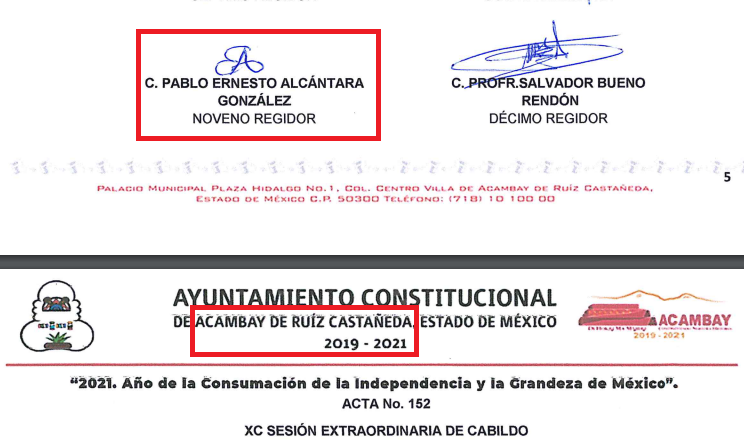 C. PABLO ERNESTO ALCÁNTARA
GONZÁLEZ
NOVENO REGIDOR
C. PROFR.SALVADOR BUENO
RENDÓN
DÉCIMO REGIDOR
5
PALACIO MUNICIPAL PLAZA HIDALGO NO.1, COL. CENTRO VILLA DE ACAMBAY DE RUÍZ CASTAÑEDA,
ESTADO DE MÉXICO C.P. 50300 TELÉFONO: (718) 10 100 00
AYUNTAMIENTO CONSTITUCIONAL
DE ACAMBAY DE RUÍZ CASTAÑEDA, ESTADO DE MÉXICO
2019 - 2021
ACAMBAY
2019 - 2021
“2021. Año de la Consumación de la Independencia y la Grandeza de México”.
ACTA No. 152
XC SESIÓN EXTRAORDINARIA DE CABILDO